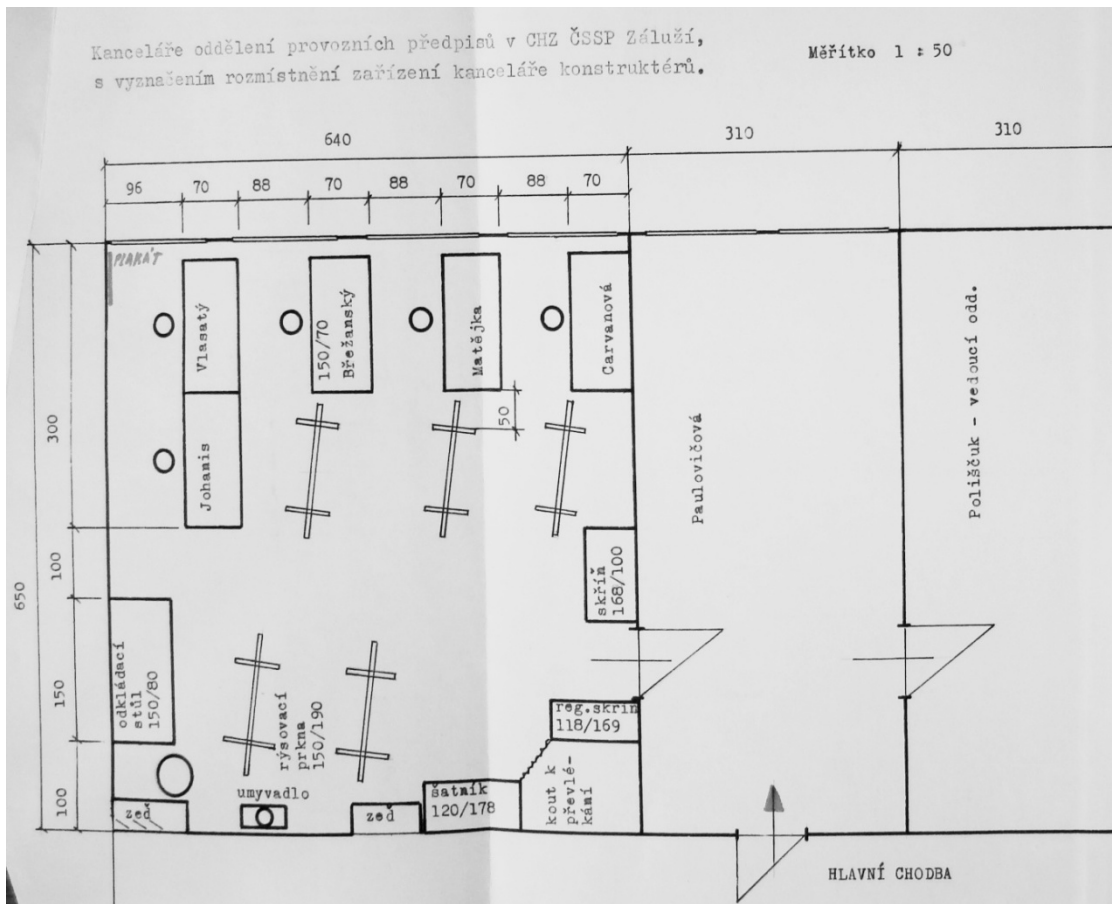 Kanceláře oddělení provozních předpisů v CHZ ČSSP Záluží,
s vyznačením rozmístnění zařízení kanceláře konstruktérů.
Měřítko 1 : 50
640
310
310
96
70
88
70
88
70
88
70
PLAKÁT
Vlasatý
150/70
Břežanský
Matějka
Carvanová
Johanis
50
300
100
650
150
100
Paulovičová
Poliščuk - vedoucí odd.
skříň
168/100
odkládací
stůl
150/80
rýsovací
prkna
150/190
reg.skříň
118/169
umyvadlo
šatník
120/178
kout k
převlé-
kání
zeď
zeď
HLAVNÍ CHODBA